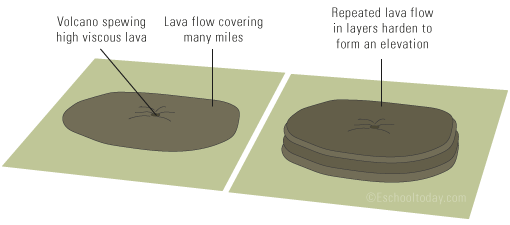 Volcano spewing
high viscous lava
Lava flow covering
many miles
Repeated lava flow
in layers harden to
form an elevation
©Eschooltoday.com